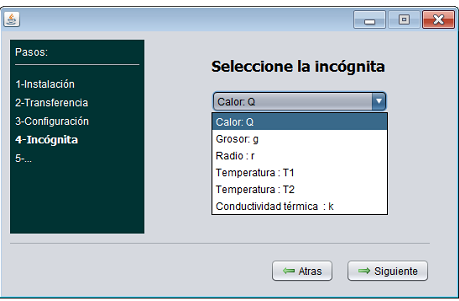 Pasos:
1-Instalación
2-Transferencia
3-Configuración
4-Incógnita
5-...
Seleccione la incógnita
Calor: Q
Calor: Q
Grosor: g
Radio : r
Temperatura : T1
Temperatura : T2
Conductividad térmica : k
Atras
Siguiente